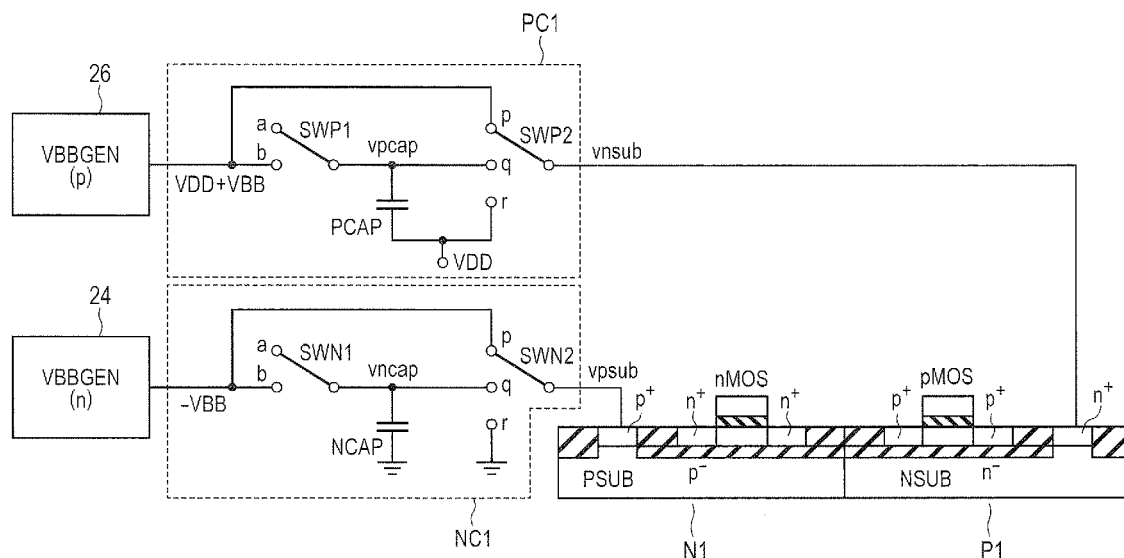 PC1
26
VBBGEN
(p)
VDD+VBB
a
b
SWP1
vpcap
PCAP
VDD
p
q
r
SWP2
vnsub
24
VBBGEN
(n)
−VBB
a
b
SWN1
vncap
NCAP
p
q
r
SWN2
vpsub
NC1
nMOS
pMOS
p+
n+
n+
p+
p+
n+
PSUB
p−
NSUB
n−
N1
P1